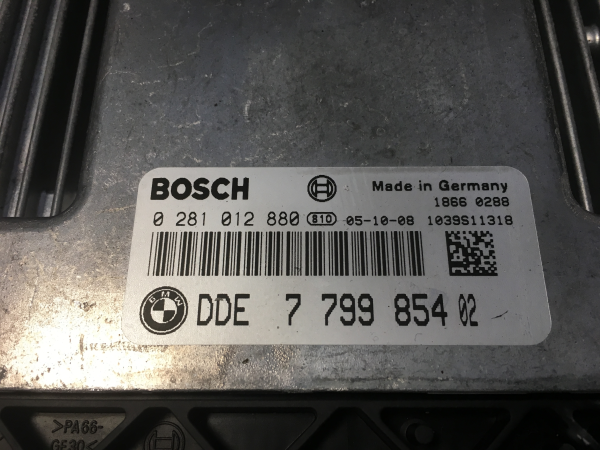 BOSCH Made in Germany
1866 0288
0 281 012 880 810 05-10-08 1039S11318
BMW DDE 7 799 854 02
>PA66-
GF30<